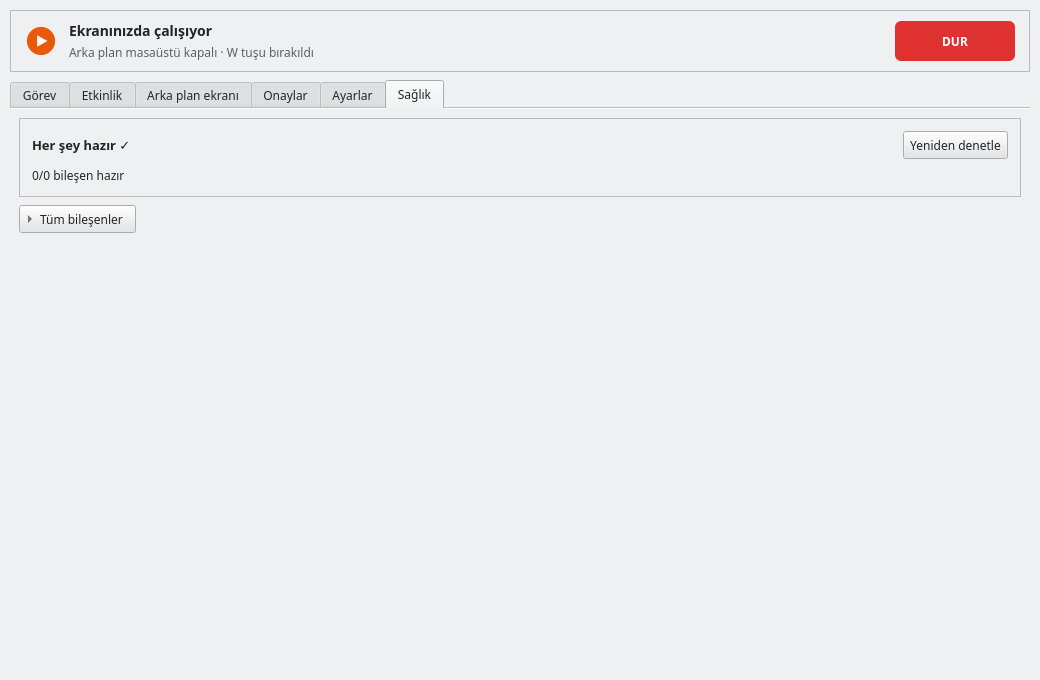 Ekranınızda çalışıyor
Arka plan masaüstü kapalı · W tuşu bırakıldı
DUR
Görev
Etkinlik
Arka plan ekranı
Onaylar
Ayarlar
Sağlık
Her şey hazır ✓
Yeniden denetle
0/0 bileşen hazır
Tüm bileşenler